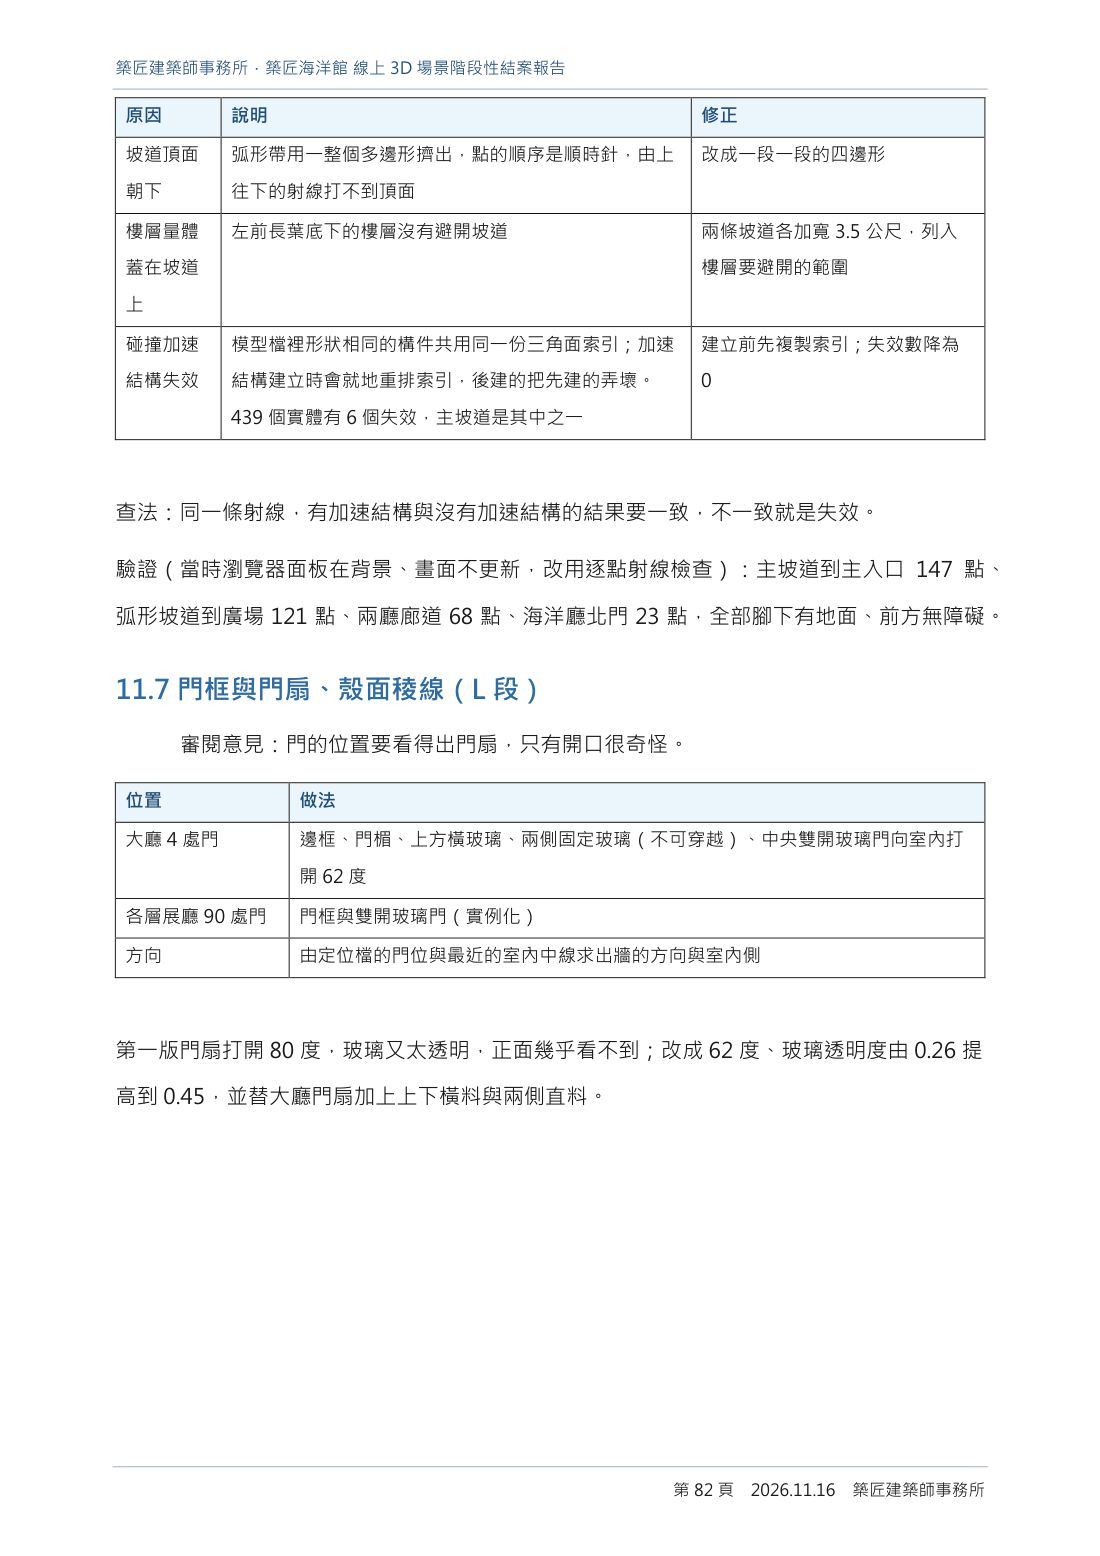 築匠建築師事務所．築匠海洋館 線上 3D 場景階段性結案報告
原因 說明 修正
坡道頂面 弧形帶用一整個多邊形擠出，點的順序是順時針，由上 改成一段一段的四邊形
朝下 往下的射線打不到頂面
樓層量體 左前長葉底下的樓層沒有避開坡道 兩條坡道各加寬 3.5 公尺，列入
蓋在坡道 樓層要避開的範圍
上
碰撞加速 模型檔裡形狀相同的構件共用同一份三角面索引；加速 建立前先複製索引；失效數降為
結構失效 結構建立時會就地重排索引，後建的把先建的弄壞。 0
439 個實體有 6 個失效，主坡道是其中之一
查法：同一條射線，有加速結構與沒有加速結構的結果要一致，不一致就是失效。
驗證（當時瀏覽器面板在背景、畫面不更新，改用逐點射線檢查）：主坡道到主入口 147 點、
弧形坡道到廣場 121 點、兩廳廊道 68 點、海洋廳北門 23 點，全部腳下有地面、前方無障礙。
11.7 門框與門扇、殼面稜線（L 段）
審閱意見：門的位置要看得出門扇，只有開口很奇怪。
位置 做法
大廳 4 處門 邊框、門楣、上方橫玻璃、兩側固定玻璃（不可穿越）、中央雙開玻璃門向室內打
開 62 度
各層展廳 90 處門 門框與雙開玻璃門（實例化）
方向 由定位檔的門位與最近的室內中線求出牆的方向與室內側
第一版門扇打開 80 度，玻璃又太透明，正面幾乎看不到；改成 62 度、玻璃透明度由 0.26 提
高到 0.45，並替大廳門扇加上上下橫料與兩側直料。
第 82 頁 2026.11.16 築匠建築師事務所